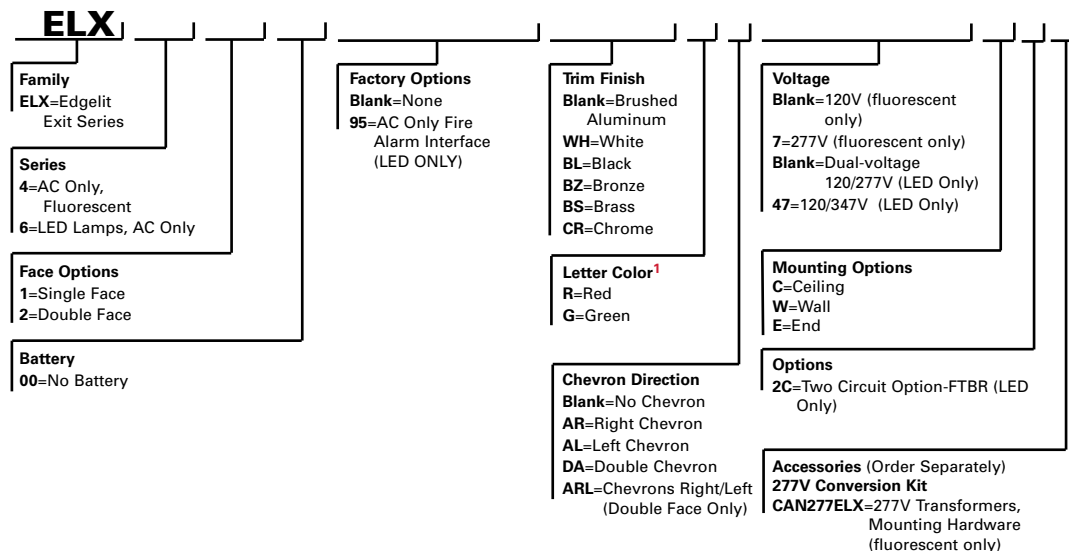 ELX
Family
ELX=Edgelit
Exit Series
Series
4=AC Only,
Fluorescent
6=LED Lamps, AC Only
Face Options
1=Single Face
2=Double Face
Battery
00=No Battery
Factory Options
Blank=None
95=AC Only Fire
Alarm Interface
(LED ONLY)
Trim Finish
Blank=Brushed
Aluminum
WH=White
BL=Black
BZ=Bronze
BS=Brass
CR=Chrome
Letter Color1
R=Red
G=Green
Chevron Direction
Blank=No Chevron
AR=Right Chevron
AL=Left Chevron
DA=Double Chevron
ARL=Chevrons Right/Left
(Double Face Only)
Voltage
Blank=120V (fluorescent
only)
7=277V (fluorescent only)
Blank=Dual-voltage
120/277V (LED Only)
47=120/347V (LED Only)
Mounting Options
C=Ceiling
W=Wall
E=End
Options
2C=Two Circuit Option-FTBR (LED
Only)
Accessories (Order Separately)
277V Conversion Kit
CAN277ELX=277V Transformers,
Mounting Hardware
(fluorescent only)